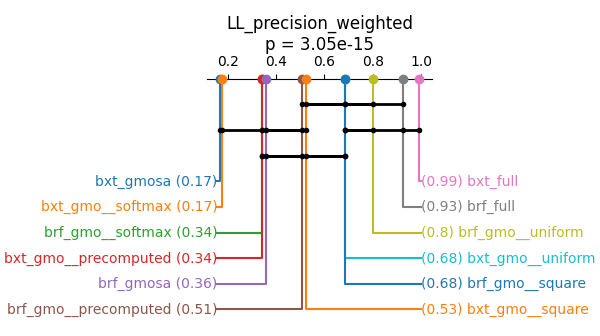 LL_precision_weighted
p = 3.05e-15
0.2 0.4 0.6 0.8 1.0
bxt_gmosa (0.17)
(0.99) bxt_full
bxt_gmo__softmax (0.17)
(0.93) brf_full
brf_gmo__softmax (0.34)
(0.8) brf_gmo__uniform
bxt_gmo__precomputed (0.34)
(0.68) bxt_gmo__uniform
brf_gmosa (0.36)
(0.68) brf_gmo__square
brf_gmo__precomputed (0.51)
(0.53) bxt_gmo__square